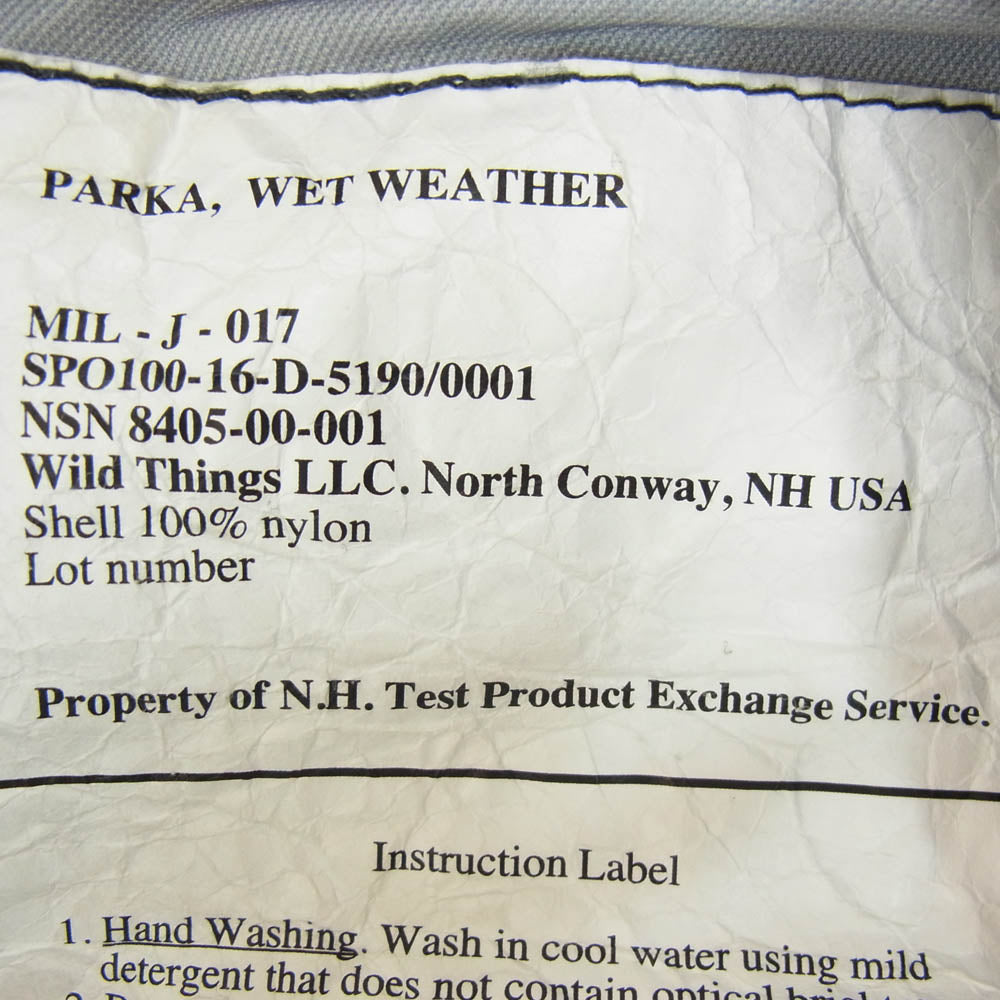 PARKA, WET WEATHER
MIL - J - 017
SPO100-16-D-5190/0001
NSN 8405-00-001
Wild Things LLC. North Conway, NH USA
Shell 100% nylon
Lot number
Property of N.H. Test Product Exchange Service.
Instruction Label
1. Hand Washing. Wash in cool water using mild
detergent that does not contain optical
2.